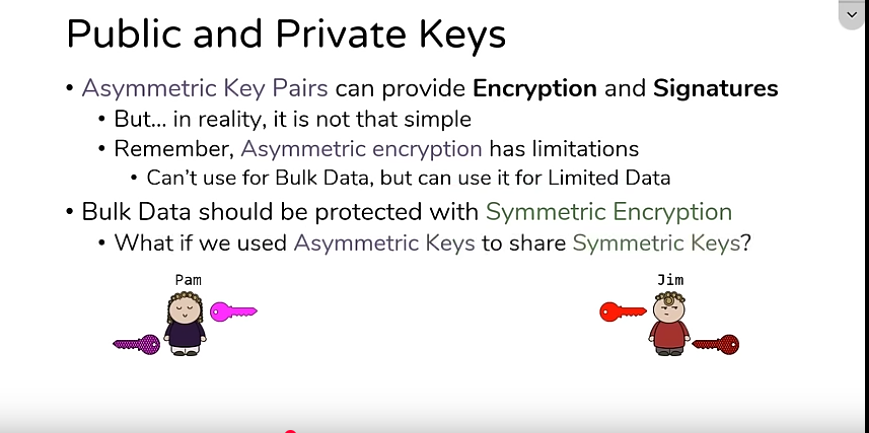 Public and Private Keys
• Asymmetric Key Pairs can provide Encryption and Signatures
• But... in reality, it is not that simple
• Remember, Asymmetric encryption has limitations
• Can't use for Bulk Data, but can use it for Limited Data
• Bulk Data should be protected with Symmetric Encryption
• What if we used Asymmetric Keys to share Symmetric Keys?
Pam Jim